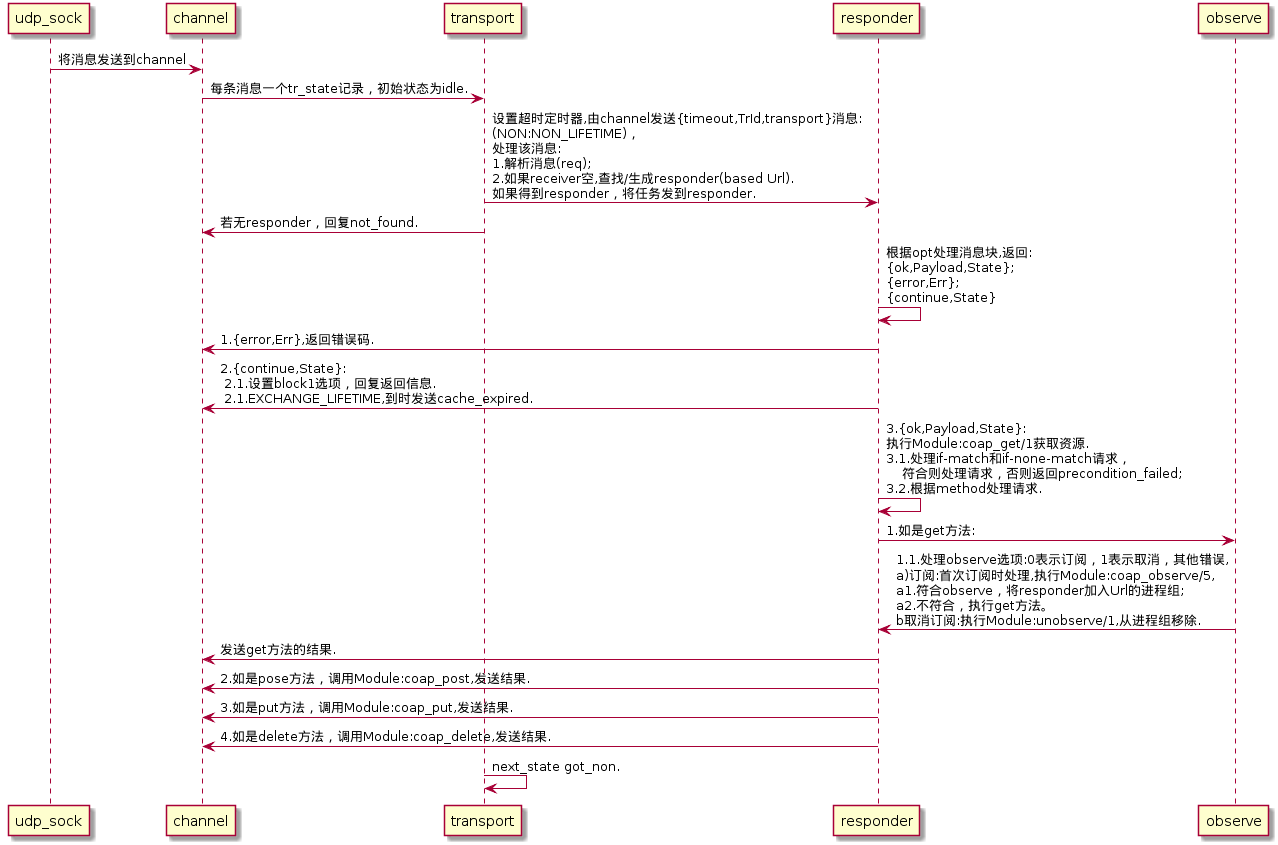 udp_sock
channel
transport
responder
observe
将消息发送到channel
每条消息一个tr_state记录，初始状态为idle.
设置超时定时器,由channel发送{timeout,TrId,transport}消息:
(NON:NON_LIFETIME)，
处理该消息:
1.解析消息(req);
2.如果receiver空,查找/生成responder(based Url).
如果得到responder，将任务发到responder.
若无responder，回复not_found.
根据opt处理消息块,返回:
{ok,Payload,State};
{error,Err};
{continue,State}
1.{error,Err},返回错误码.
2.{continue,State}:
2.1.设置block1选项，回复返回信息.
2.1.EXCHANGE_LIFETIME,到时发送cache_expired.
3.{ok,Payload,State}:
执行Module:coap_get/1获取资源.
3.1.处理if-match和if-none-match请求，
符合则处理请求，否则返回precondition_failed;
3.2.根据method处理请求.
1.如是get方法:
1.1.处理observe选项:0表示订阅，1表示取消，其他错误,
a)订阅:首次订阅时处理,执行Module:coap_observe/5,
a1.符合observe，将responder加入Url的进程组;
a2.不符合，执行get方法。
b取消订阅:执行Module:unobserve/1,从进程组移除.
发送get方法的结果.
2.如是pose方法，调用Module:coap_post,发送结果.
3.如是put方法，调用Module:coap_put,发送结果.
4.如是delete方法，调用Module:coap_delete,发送结果.
next_state got_non.
udp_sock
channel
transport
responder
observe